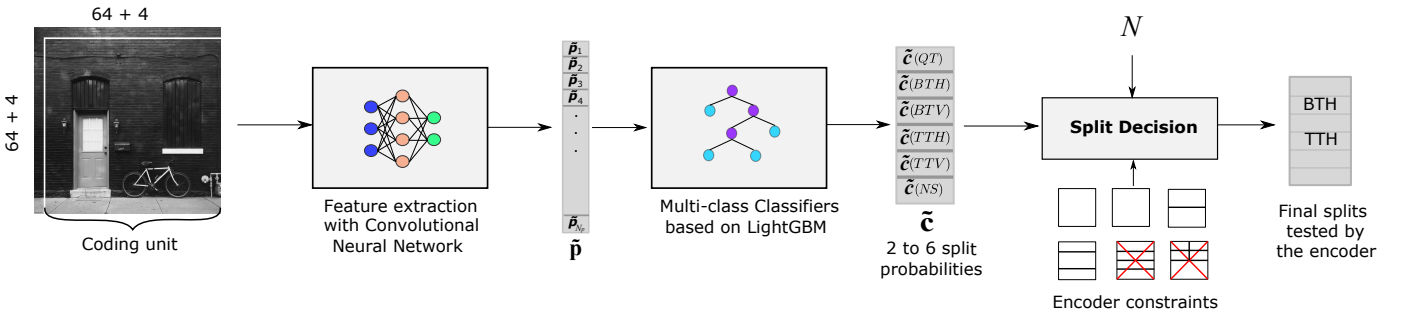 64 + 4
64 + 4
Coding unit
Feature extraction
with Convolutional
Neural Network
p̃₁
p̃₂
p̃₃
p̃₄
.
.
.
p̃_{N_p}
p̃
Multi-class Classifiers
based on LightGBM
c̃(QT)
c̃(BTH)
c̃(BTV)
c̃(TTH)
c̃(TTV)
c̃(NS)
c̃
2 to 6 split
probabilities
N
Split Decision
Encoder constraints
BTH
TTH
Final splits
tested by
the encoder